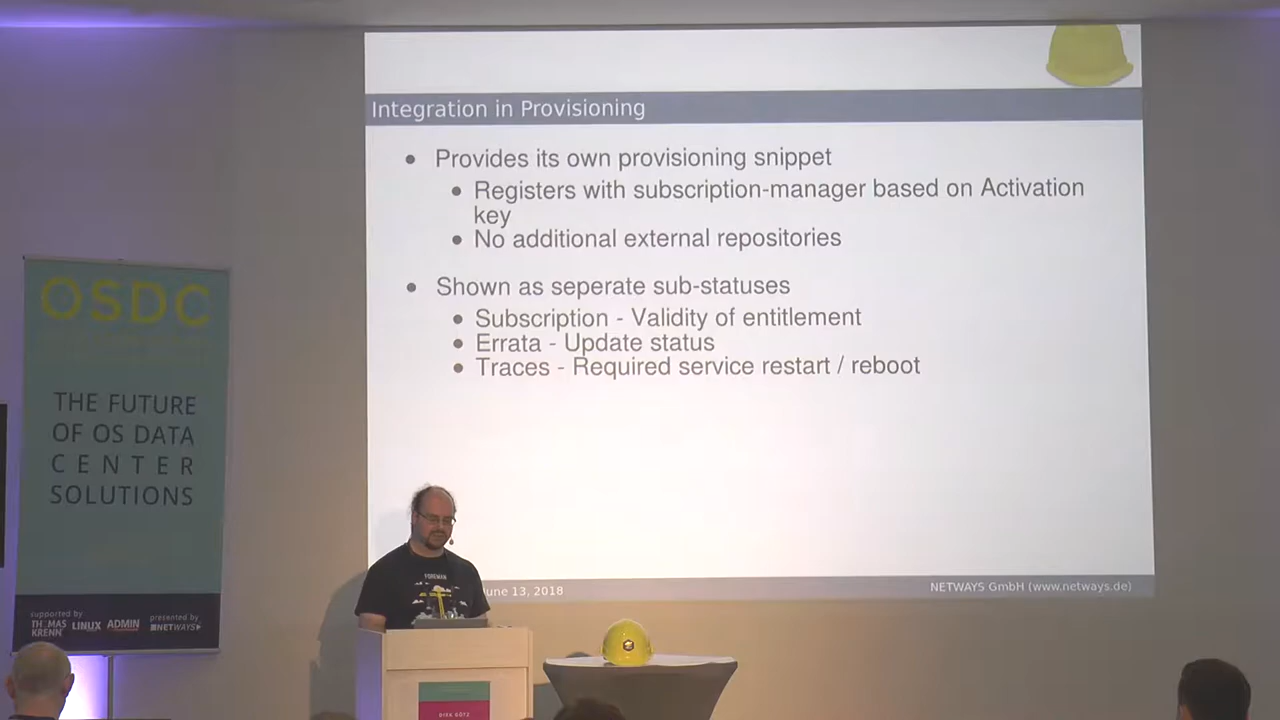 Integration in Provisioning
Provides its own provisioning snippet
Registers with subscription-manager based on Activation
key
No additional external repositories
Shown as seperate sub-statuses
Subscription - Validity of entitlement
Errata - Update status
Traces - Required service restart / reboot
June 13, 2018
NETWAYS GmbH (www.netways.de)
OSDC
THE FUTURE
OF OS DATA
CENTER
SOLUTIONS
supported by
THOMAS
KRENN
LINUX
ADMIN
presented by
NETWAYS
FOREMAN
DIRK GÖTZ